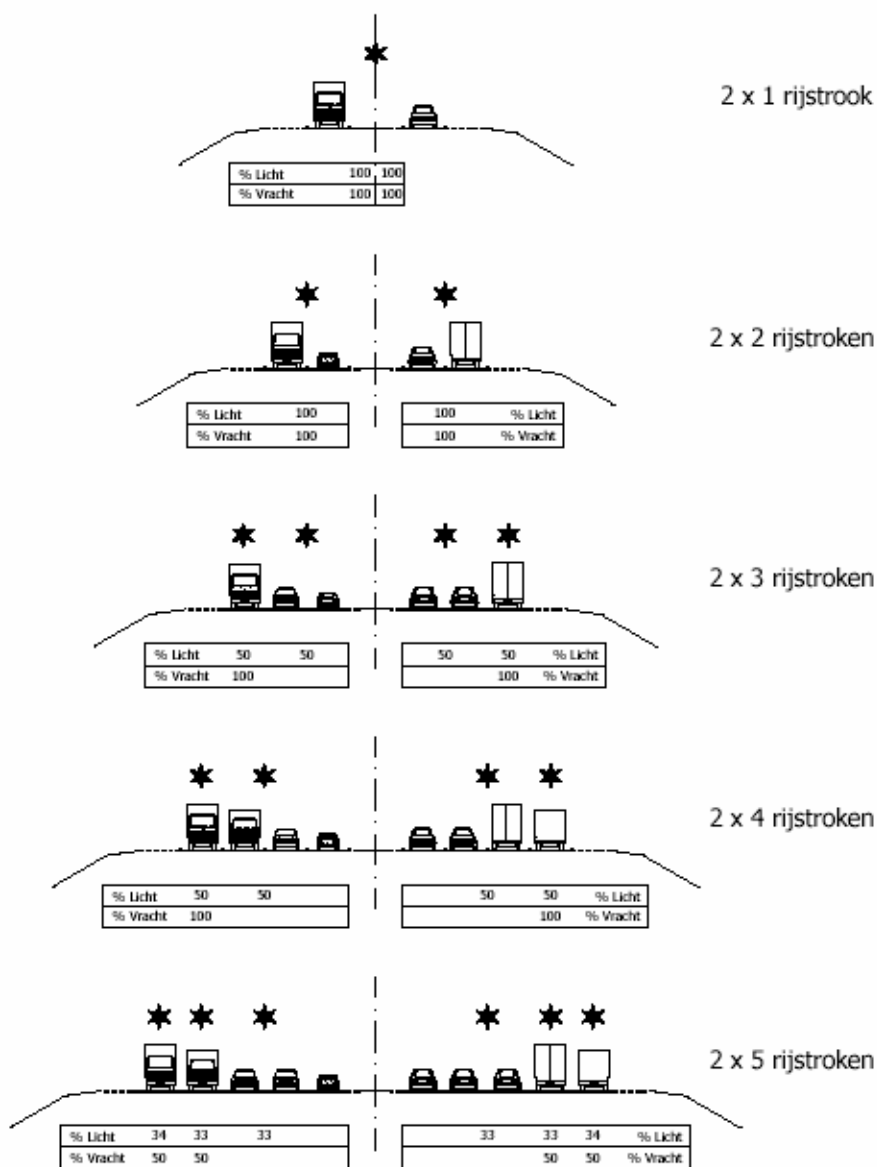 2 x 1 rijstrook
% Licht 100 100
% Vracht 100 100
2 x 2 rijstroken
% Licht 100 100 % Licht
% Vracht 100 100 % Vracht
2 x 3 rijstroken
% Licht 50 50 50 50 % Licht
% Vracht 100 100 % Vracht
2 x 4 rijstroken
% Licht 50 50 50 50 % Licht
% Vracht 100 100 % Vracht
2 x 5 rijstroken
% Licht 34 33 33 33 33 34 % Licht
% Vracht 50 50 50 50 % Vracht